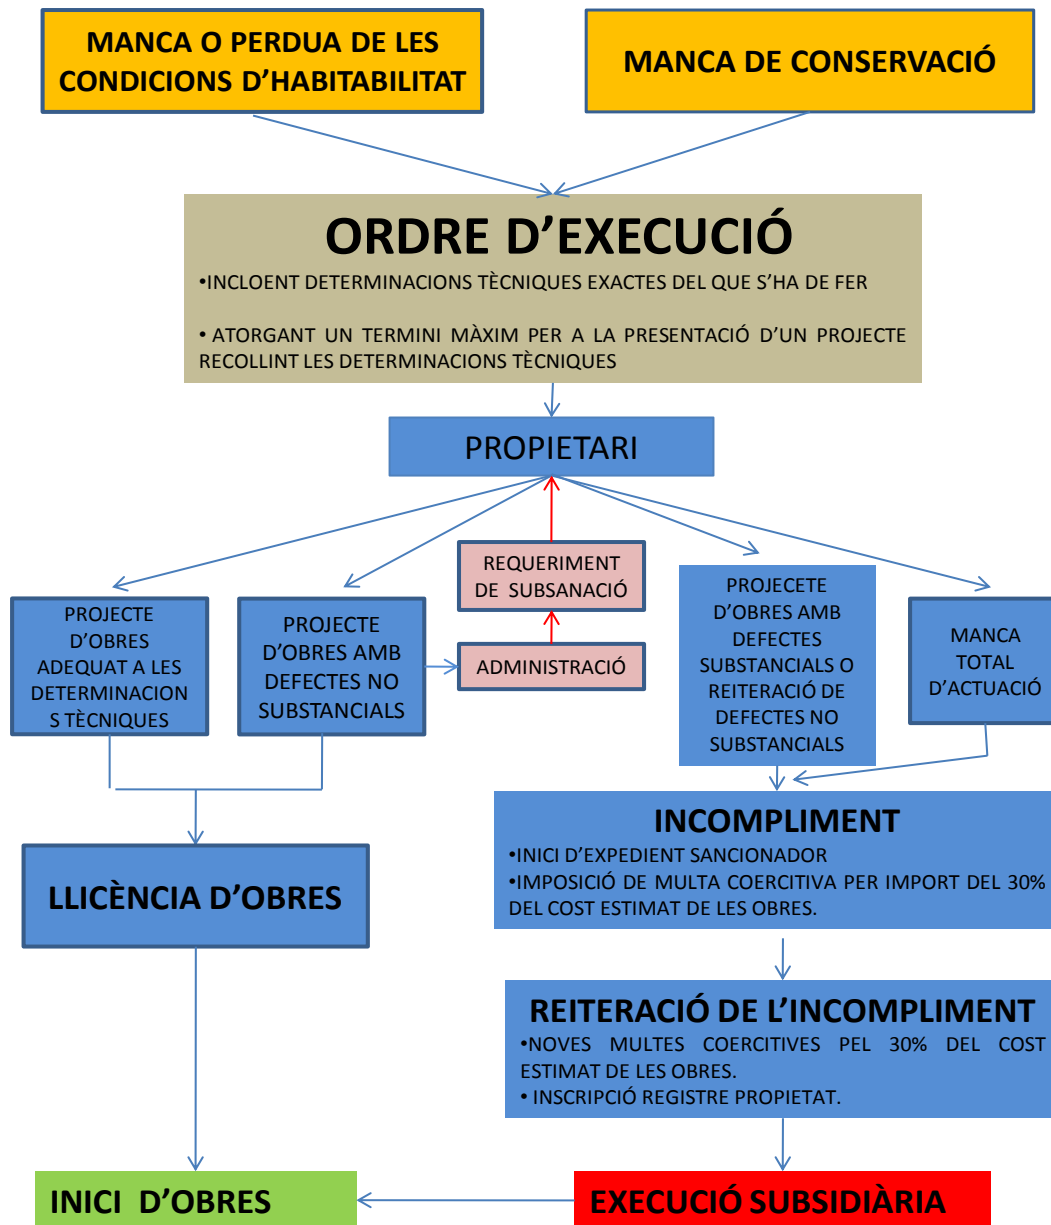 MANCA O PERDUA DE LES
CONDICIONS D'HABITABILITAT
MANCA DE CONSERVACIÓ
ORDRE D'EXECUCIÓ
•INCLOENT DETERMINACIONS TÈCNIQUES EXACTES DEL QUE S'HA DE FER
• ATORGANT UN TERMINI MÀXIM PER A LA PRESENTACIÓ D'UN PROJECTE
RECOLLINT LES DETERMINACIONS TÈCNIQUES
PROPIETARI
REQUERIMENT
DE SUBSANACIÓ
ADMINISTRACIÓ
PROJECTE
D'OBRES
ADEQUAT A LES
DETERMINACION
S TÈCNIQUES
PROJECTE
D'OBRES AMB
DEFECTES NO
SUBSTANCIALS
PROJECETE
D'OBRES AMB
DEFECTES
SUBSTANCIALS O
REITERACIÓ DE
DEFECTES NO
SUBSTANCIALS
MANCA
TOTAL
D'ACTUACIÓ
LLICÈNCIA D'OBRES
INCOMPLIMENT
•INICI D'EXPEDIENT SANCIONADOR
•IMPOSICIÓ DE MULTA COERCITIVA PER IMPORT DEL 30%
DEL COST ESTIMAT DE LES OBRES.
REITERACIÓ DE L'INCOMPLIMENT
•NOVES MULTES COERCITIVES PEL 30% DEL COST
ESTIMAT DE LES OBRES.
• INSCRIPCIÓ REGISTRE PROPIETAT.
INICI D'OBRES
EXECUCIÓ SUBSIDIÀRIA